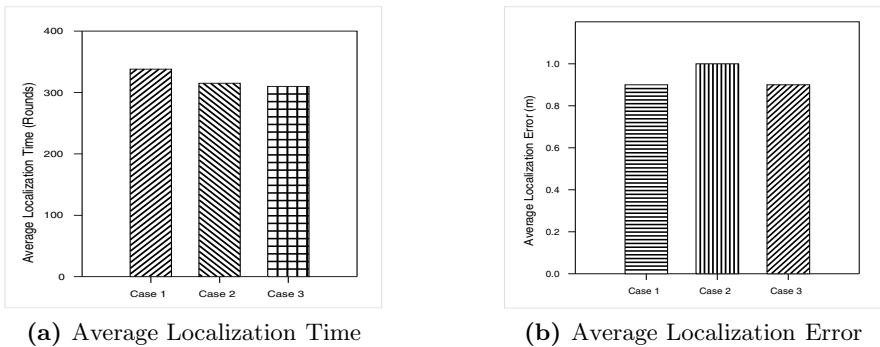 400
300
200
100
0
Average Localization Time (Rounds)
Case 1 Case 2 Case 3
(a) Average Localization Time
1.0
0.8
0.6
0.4
0.2
0.0
Average Localization Error (m)
Case 1 Case 2 Case 3
(b) Average Localization Error